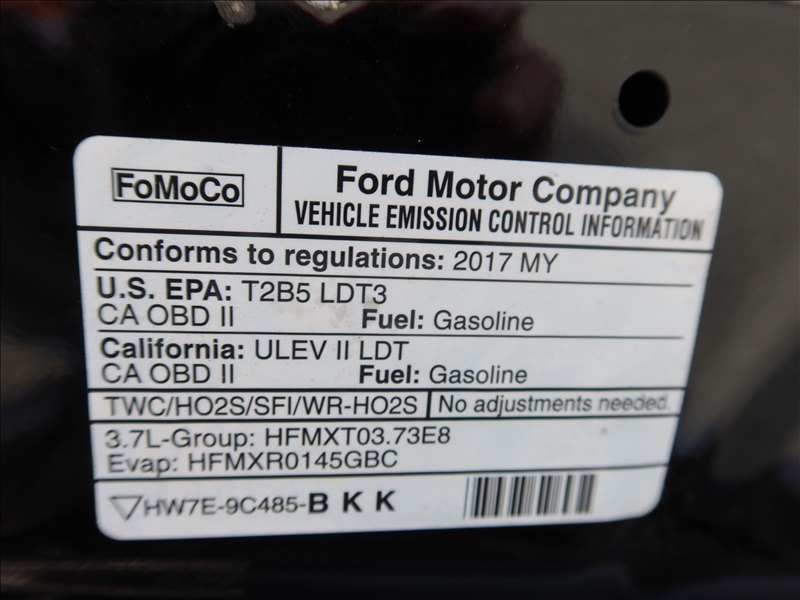 FoMoCo
Ford Motor Company
VEHICLE EMISSION CONTROL INFORMATION
Conforms to regulations: 2017 MY
U.S. EPA: T2B5 LDT3
CA OBD II Fuel: Gasoline
California: ULEV II LDT
CA OBD II Fuel: Gasoline
TWC/HO2S/SFI/WR-HO2S No adjustments needed.
3.7L-Group: HFMXT03.73E8
Evap: HFMXR0145GBC
HW7E-9C485-B K K